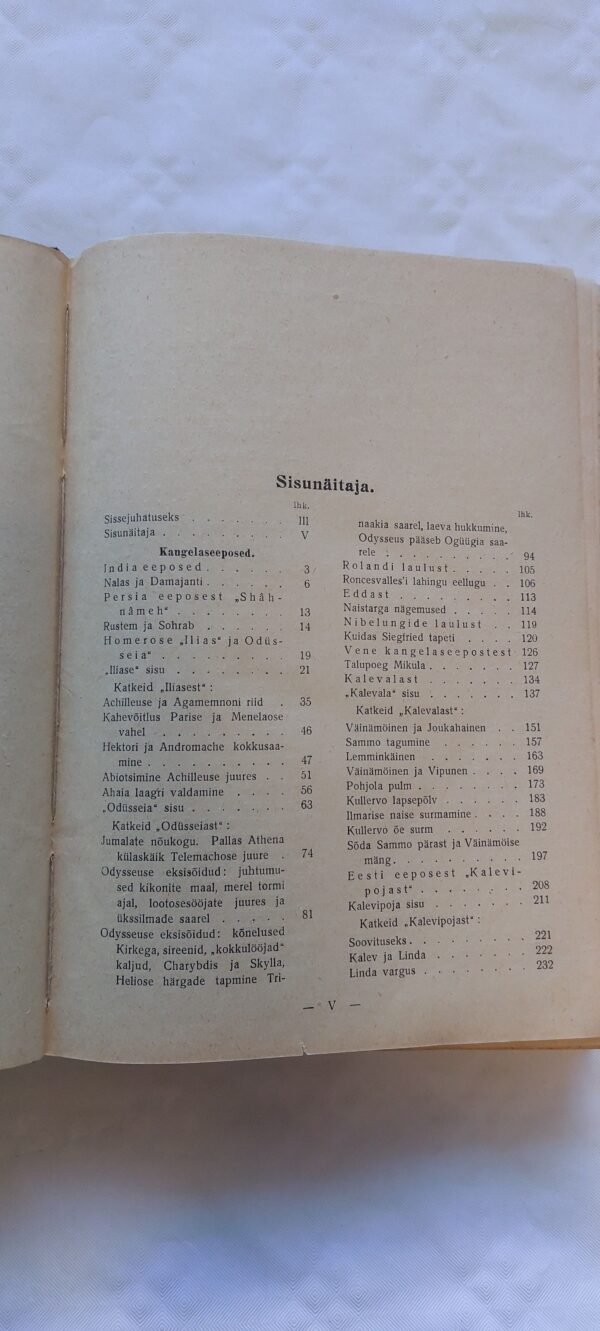 Sisunäitaja.
lhk.
Sissejuhatuseks . . . . . . . . III
Sisunäitaja . . . . . . . . . . V
Kangelaseeposed.
India eeposed . . . . . . 3
Nalas ja Damajanti . . . . . . 6
Persia eeposest „Shâh-
nâmeh“ . . . . . . . . . 13
Rustem ja Sohrab . . . . . . 14
Homerose „Ilias“ ja Odüs-
seia“ . . . . . . . . . . 19
„Iliase“ sisu . . . . . . . . 21
Katkeid „Iliasest“ :
Achilleuse ja Agamemnoni riid . 35
Kahevõitlus Parise ja Menelaose
vahel . . . . . . . . . . 46
Hektori ja Andromache kokkusaa-
mine . . . . . . . . . . 47
Abiotsimine Achilleuse juures . . 51
Ahaia laagri valdamine . . . . 56
„Odüsseia“ sisu . . . . . . . 63
Katkeid „Odüsseiast“ :
Jumalate nõukogu. Pallas Athena
külaskäik Telemachose juure . 74
Odysseuse eksisõidud: juhtumu-
sed kikonite maal, merel tormi
ajal, lootosesööjate juures ja
ükssilmade saarel . . . . . 81
Odysseuse eksisõidud: kõnelused
Kirkega, sireenid, „kokkulööjad“
kaljud, Charybdis ja Skylla,
Heliose härgade tapmine Tri-
lhk.
naakia saarel, laeva hukkumine,
Odysseus pääseb Ogüügia saa-
rele . . . . . . . . . . 94
Rolandi laulust . . . . . 105
Roncesvalles'i lahingu eellugu . . 106
Eddast . . . . . . . . . 113
Naistarga nägemused . . . . . 114
Nibelungide laulust . . 119
Kuidas Siegfried tapeti . . . . 120
Vene kangelaseepostest 126
Talupoeg Mikula . . . . . . . 127
Kalevalast . . . . . . . 134
„Kalevala“ sisu . . . . . . . 137
Katkeid „Kalevalast“ :
Väinämöinen ja Joukahainen . . 151
Sammo tagumine . . . . . . 157
Lemminkäinen . . . . . . . 163
Väinämöinen ja Vipunen . . . . 169
Pohjola pulm . . . . . . . . 173
Kullervo lapsepõlv . . . . . . 183
Ilmarise naise surmamine . . . . 188
Kullervo õe surm . . . . . . 192
Sõda Sammo pärast ja Väinämöise
mäng . . . . . . . . . . 197
Eesti eeposest „Kalevi-
pojast“ . . . . . . . . 208
Kalevipoja sisu . . . . . . . 211
Katkeid „Kalevipojast“ :
Soovituseks . . . . . . . . . 221
Kalev ja Linda . . . . . . . 222
Linda vargus . . . . . . . . 232
— V —